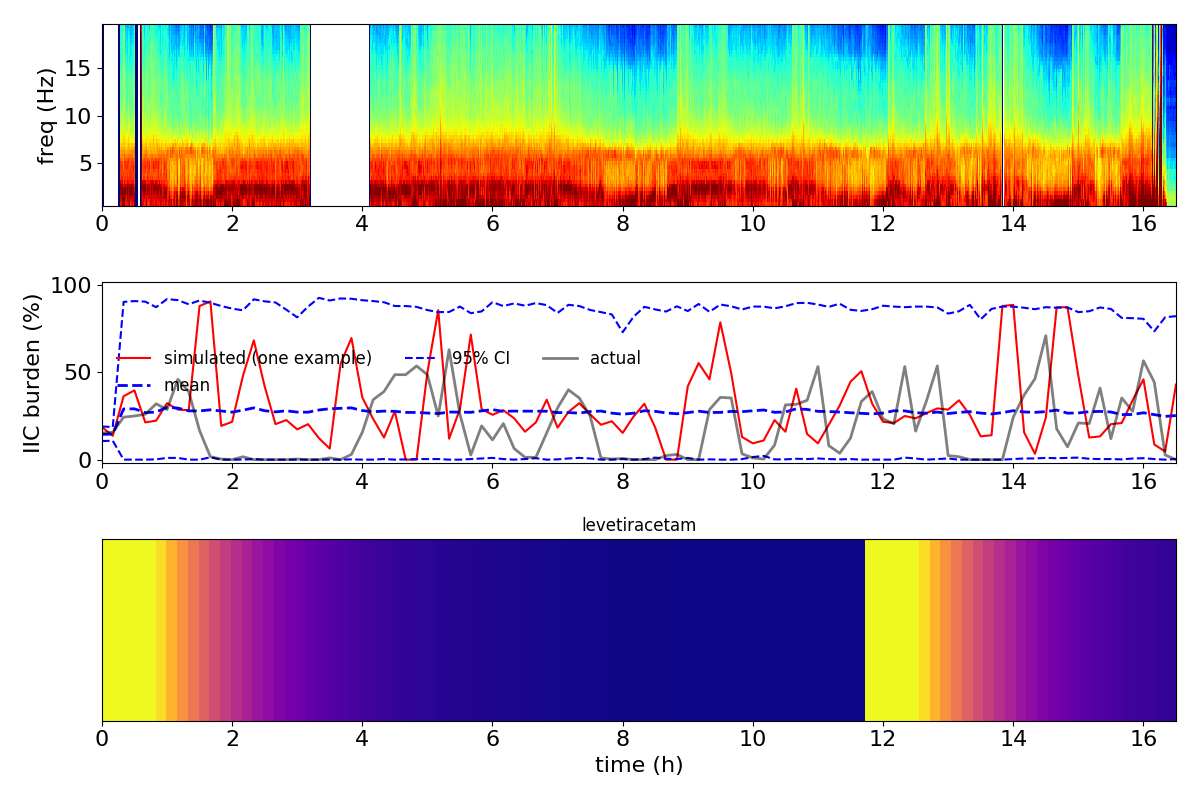 freq (Hz)
15
10
5
0 2 4 6 8 10 12 14 16
IIC burden (%)
100
50
0
simulated (one example) 95% CI actual
mean
0 2 4 6 8 10 12 14 16
levetiracetam
0 2 4 6 8 10 12 14 16
time (h)